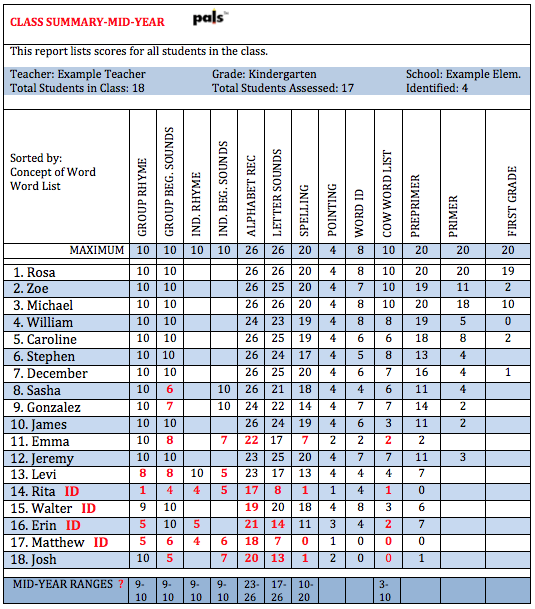 CLASS SUMMARY-MID-YEAR pals™
This report lists scores for all students in the class.
Teacher: Example Teacher Grade: Kindergarten School: Example Elem.
Total Students in Class: 18 Total Students Assessed: 17 Identified: 4
Sorted by:
Concept of Word
Word List
GROUP RHYME
GROUP BEG. SOUNDS
IND. RHYME
IND. BEG. SOUNDS
ALPHABET REC
LETTER SOUNDS
SPELLING
POINTING
WORD ID
COW WORD LIST
PREPRIMER
PRIMER
FIRST GRADE
MAXIMUM 10 10 10 10 26 26 20 4 8 10 20 20 20
1. Rosa 10 10 26 26 20 4 8 10 20 20 19
2. Zoe 10 10 26 25 20 4 7 10 19 11 2
3. Michael 10 10 26 25 20 4 8 10 20 18 10
4. William 10 10 24 23 19 4 8 8 19 5 0
5. Caroline 10 10 26 25 19 4 6 6 18 8 2
6. Stephen 10 10 26 24 17 4 5 8 13 4
7. December 10 10 26 25 20 4 6 7 16 4 1
8. Sasha 10 6 10 26 21 18 4 4 6 11 4
9. Gonzalez 10 7 10 24 22 14 4 7 7 14 2
10. James 10 10 26 24 19 4 6 3 11 2
11. Emma 10 8 7 22 17 7 2 2 2 2
12. Jeremy 10 10 23 25 20 4 7 7 11 3
13. Levi 8 8 10 5 23 17 13 4 4 4 7
14. Rita ID 1 4 4 5 17 8 1 1 4 1 0
15. Walter ID 9 10 19 20 18 4 8 3 6
16. Erin ID 5 10 5 21 14 11 3 4 2 7
17. Matthew ID 5 6 4 6 18 7 0 1 0 0 0
18. Josh 10 5 7 20 13 1 2 0 0 1
MID-YEAR RANGES ? 9-10 9-10 9-10 9-10 23-26 17-26 10-20 3-10